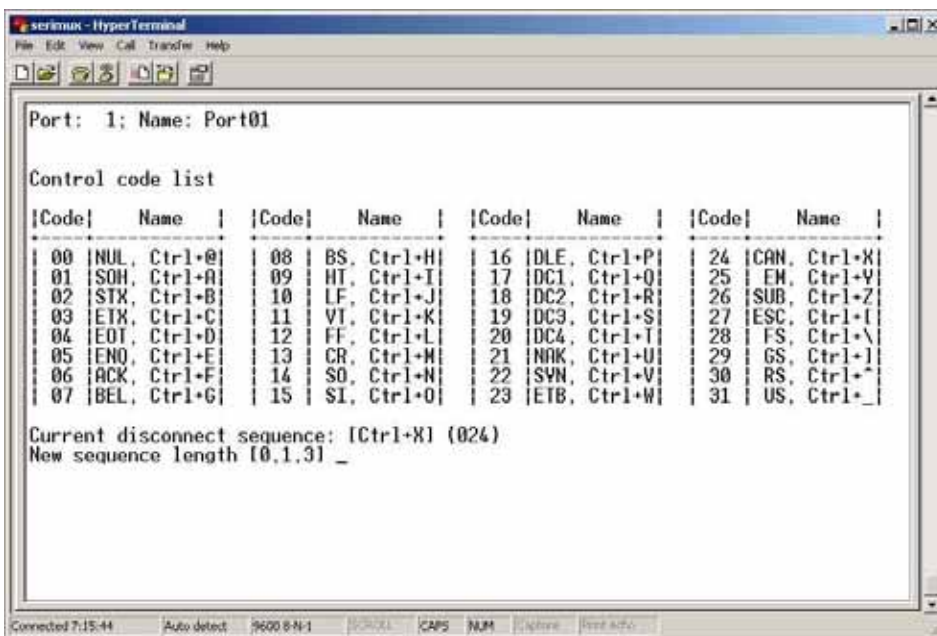 serimux - HyperTerminal
File Edit View Call Transfer Help
Port: 1; Name: Port01
Control code list
|Code| Name | |Code| Name | |Code| Name | |Code| Name |
| 00 |NUL, Ctrl+@| | 08 | BS, Ctrl+H| | 16 |DLE, Ctrl+P| | 24 |CAN, Ctrl+X|
| 01 |SOH, Ctrl+A| | 09 | HT, Ctrl+I| | 17 |DC1, Ctrl+Q| | 25 | EM, Ctrl+Y|
| 02 |STX, Ctrl+B| | 10 | LF, Ctrl+J| | 18 |DC2, Ctrl+R| | 26 |SUB, Ctrl+Z|
| 03 |ETX, Ctrl+C| | 11 | VT, Ctrl+K| | 19 |DC3, Ctrl+S| | 27 |ESC, Ctrl+[|
| 04 |EOT, Ctrl+D| | 12 | FF, Ctrl+L| | 20 |DC4, Ctrl+T| | 28 | FS, Ctrl+\|
| 05 |ENQ, Ctrl+E| | 13 | CR, Ctrl+M| | 21 |NAK, Ctrl+U| | 29 | GS, Ctrl+]|
| 06 |ACK, Ctrl+F| | 14 | SO, Ctrl+N| | 22 |SYN, Ctrl+V| | 30 | RS, Ctrl+^|
| 07 |BEL, Ctrl+G| | 15 | SI, Ctrl+O| | 23 |ETB, Ctrl+W| | 31 | US, Ctrl+_|
Current disconnect sequence: [Ctrl+X] (024)
New sequence length [0,1,3] _
Connected 7:15:44 Auto detect 9600 8-N-1 SCROLL CAPS NUM Capture Print echo